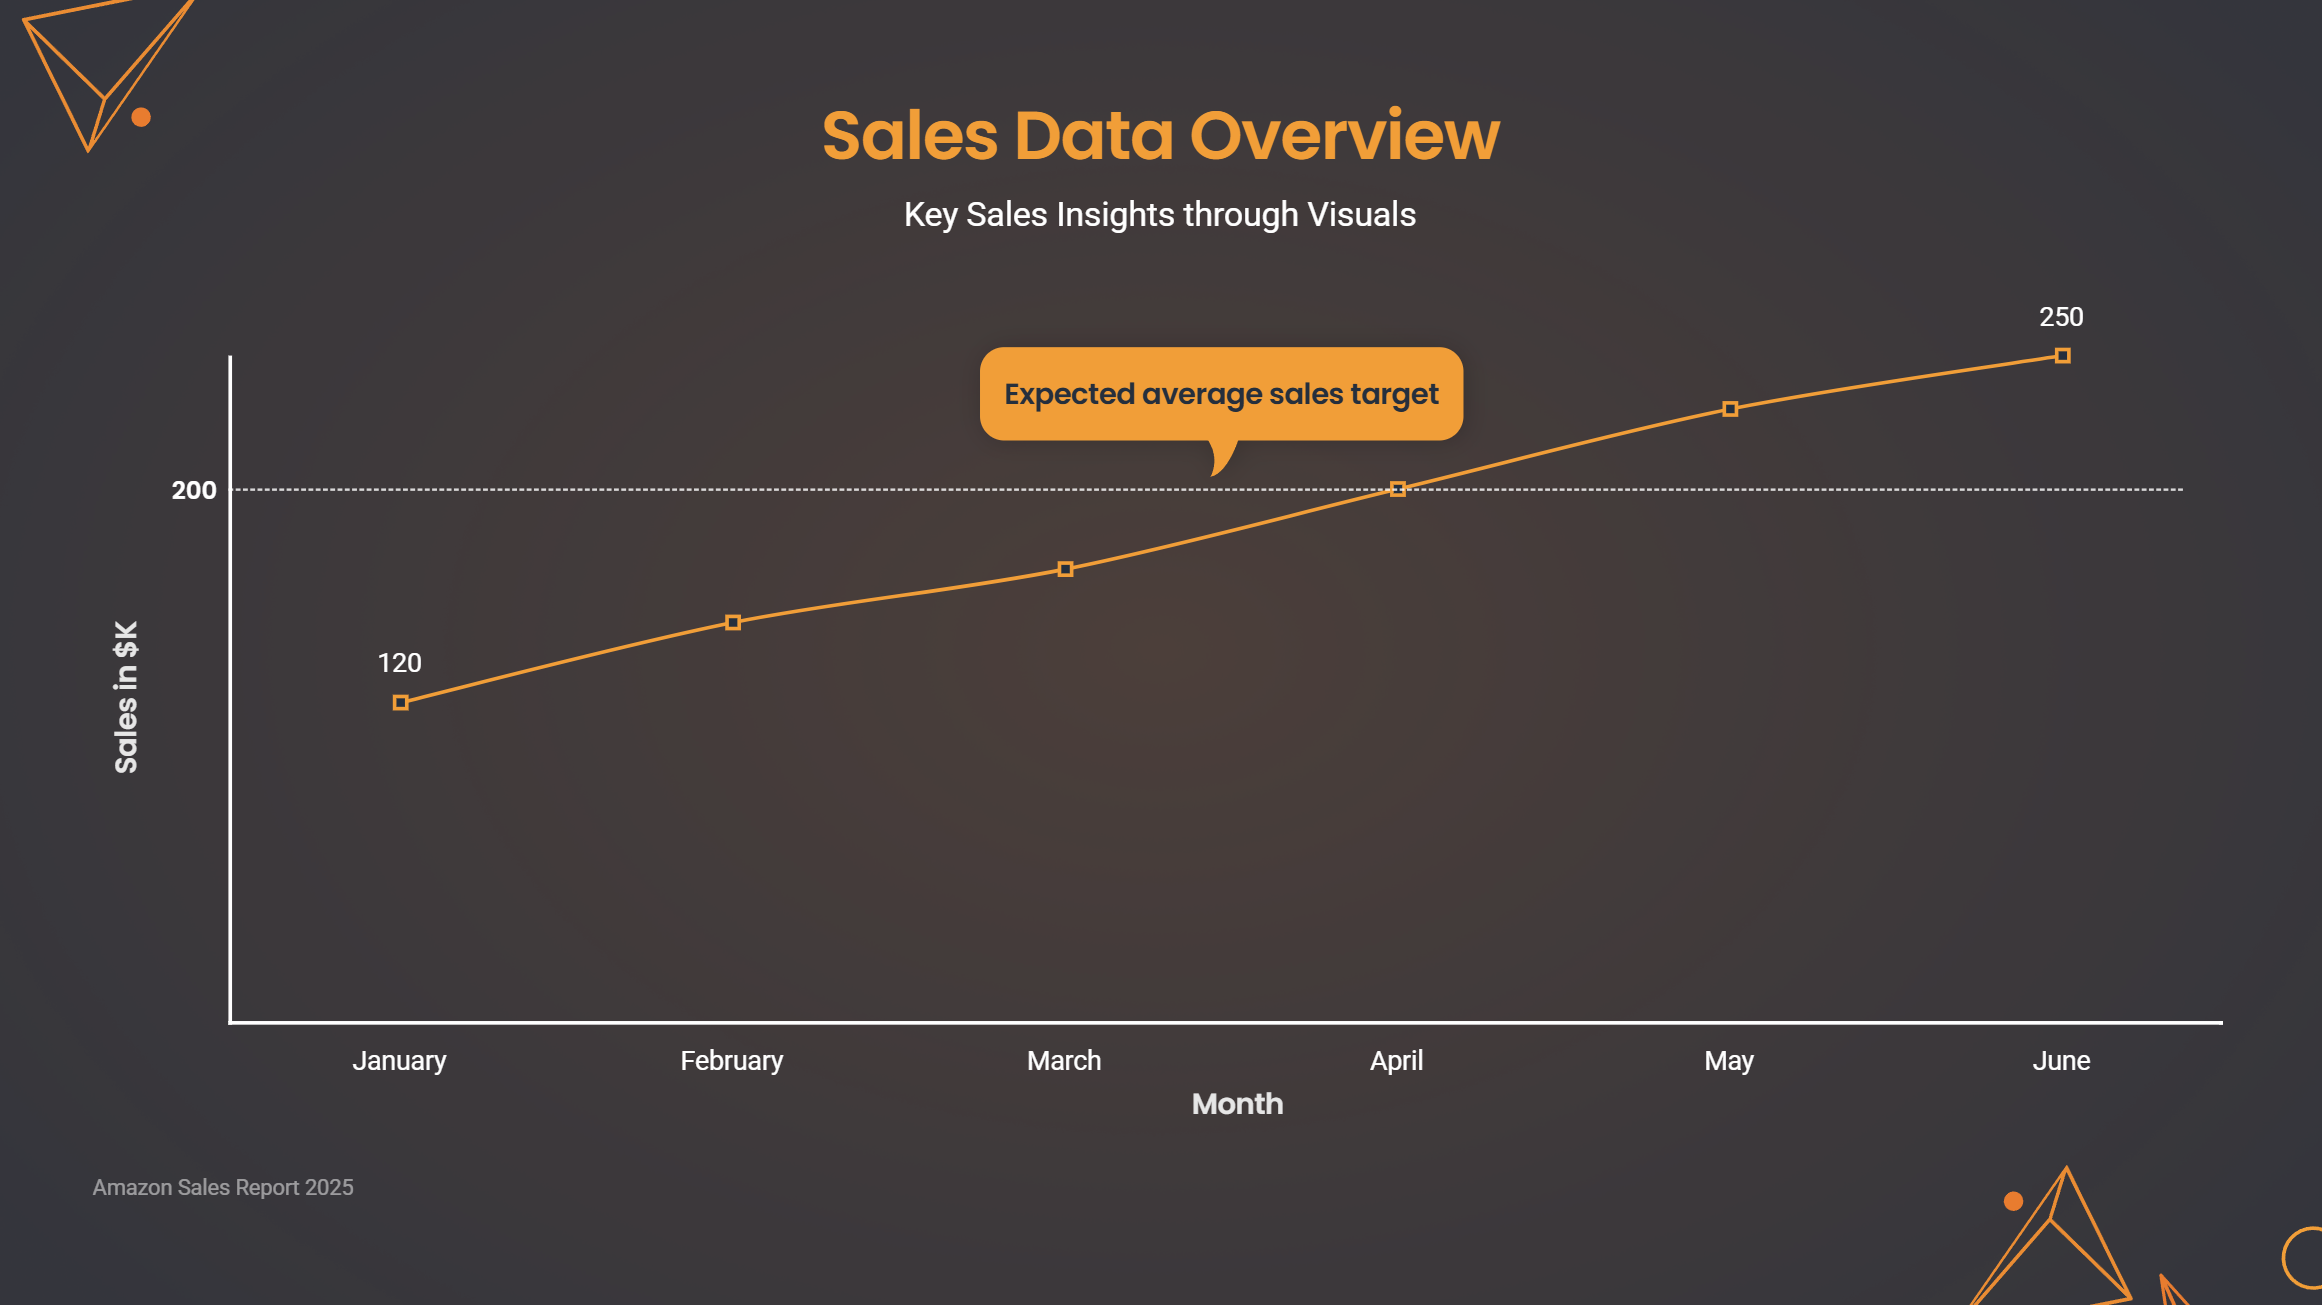 Sales Data Overview
Key Sales Insights through Visuals
250
Expected average sales target
200
120
Sales in $K
January
February
March
April
May
June
Month
Amazon Sales Report 2025